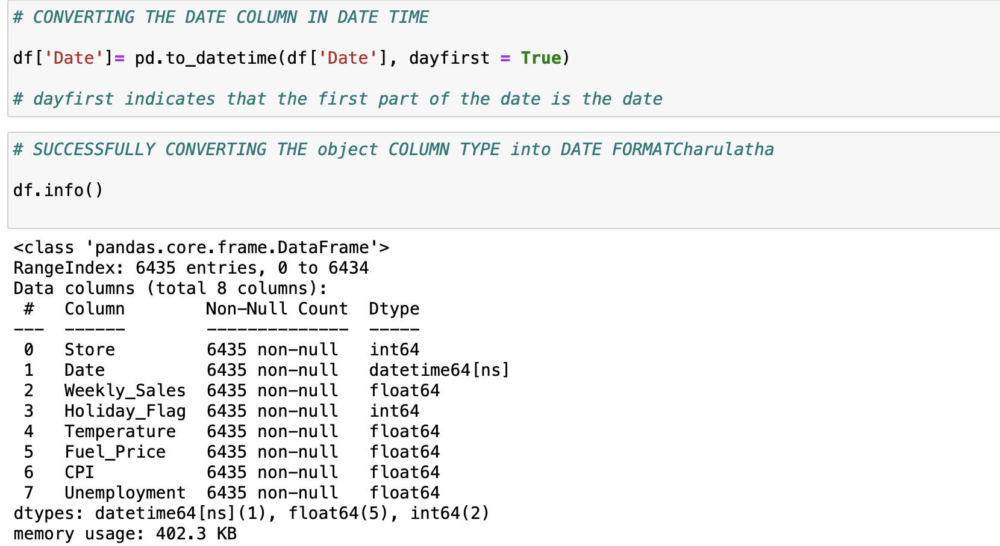 # CONVERTING THE DATE COLUMN IN DATE TIME
df['Date']= pd.to_datetime(df['Date'], dayfirst = True)
# dayfirst indicates that the first part of the date is the date
# SUCCESSFULLY CONVERTING THE object COLUMN TYPE into DATE FORMATCharulatha
df.info()
<class 'pandas.core.frame.DataFrame'>
RangeIndex: 6435 entries, 0 to 6434
Data columns (total 8 columns):
 #   Column        Non-Null Count  Dtype
---  ------        --------------  -----
 0   Store         6435 non-null   int64
 1   Date          6435 non-null   datetime64[ns]
 2   Weekly_Sales  6435 non-null   float64
 3   Holiday_Flag  6435 non-null   int64
 4   Temperature   6435 non-null   float64
 5   Fuel_Price    6435 non-null   float64
 6   CPI           6435 non-null   float64
 7   Unemployment  6435 non-null   float64
dtypes: datetime64[ns](1), float64(5), int64(2)
memory usage: 402.3 KB